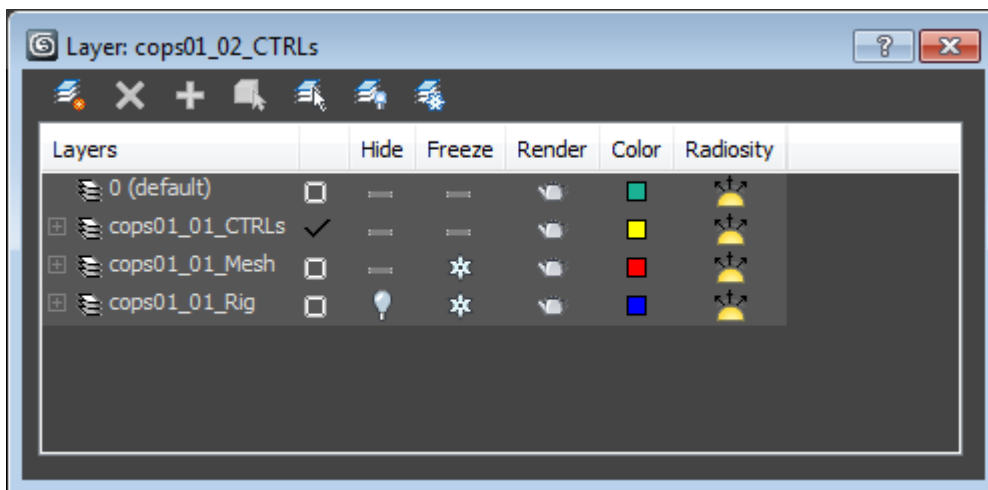 Layer: cops01_02_CTRLs
Layers Hide Freeze Render Color Radiosity
0 (default)
cops01_01_CTRLs
cops01_01_Mesh
cops01_01_Rig